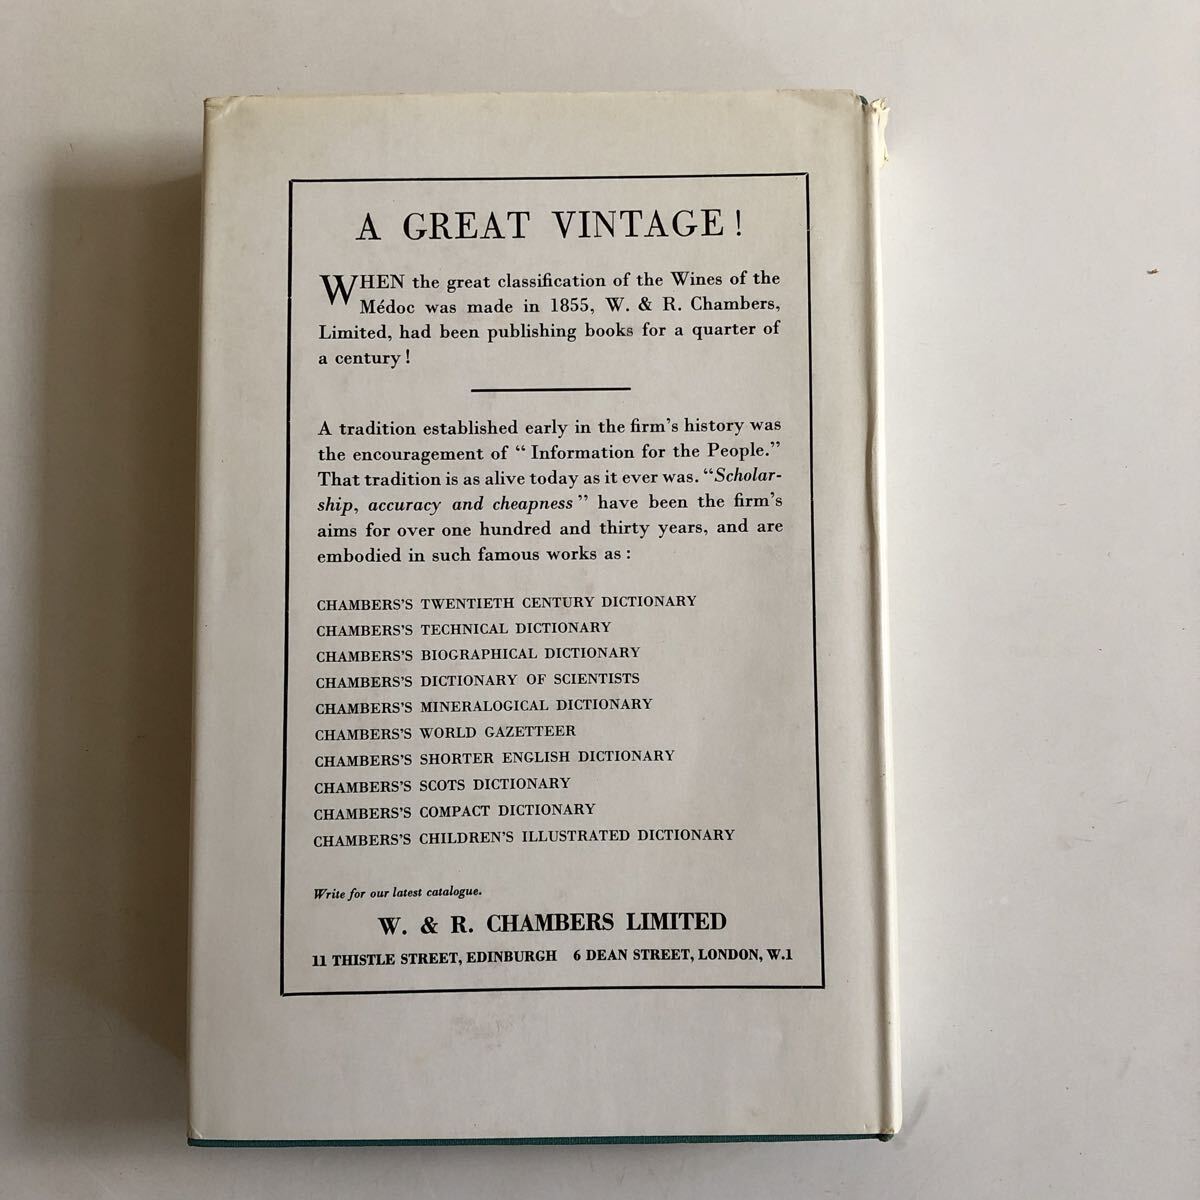 A GREAT VINTAGE !
WHEN the great classification of the Wines of the
Médoc was made in 1855, W. & R. Chambers,
Limited, had been publishing books for a quarter of
a century !
A tradition established early in the firm's history was
the encouragement of “ Information for the People.”
That tradition is as alive today as it ever was. “Scholar-
ship, accuracy and cheapness ” have been the firm's
aims for over one hundred and thirty years, and are
embodied in such famous works as :
CHAMBERS'S TWENTIETH CENTURY DICTIONARY
CHAMBERS'S TECHNICAL DICTIONARY
CHAMBERS'S BIOGRAPHICAL DICTIONARY
CHAMBERS'S DICTIONARY OF SCIENTISTS
CHAMBERS'S MINERALOGICAL DICTIONARY
CHAMBERS'S WORLD GAZETTEER
CHAMBERS'S SHORTER ENGLISH DICTIONARY
CHAMBERS'S SCOTS DICTIONARY
CHAMBERS'S COMPACT DICTIONARY
CHAMBERS'S CHILDREN'S ILLUSTRATED DICTIONARY
Write for our latest catalogue.
W. & R. CHAMBERS LIMITED
11 THISTLE STREET, EDINBURGH 6 DEAN STREET, LONDON, W.1